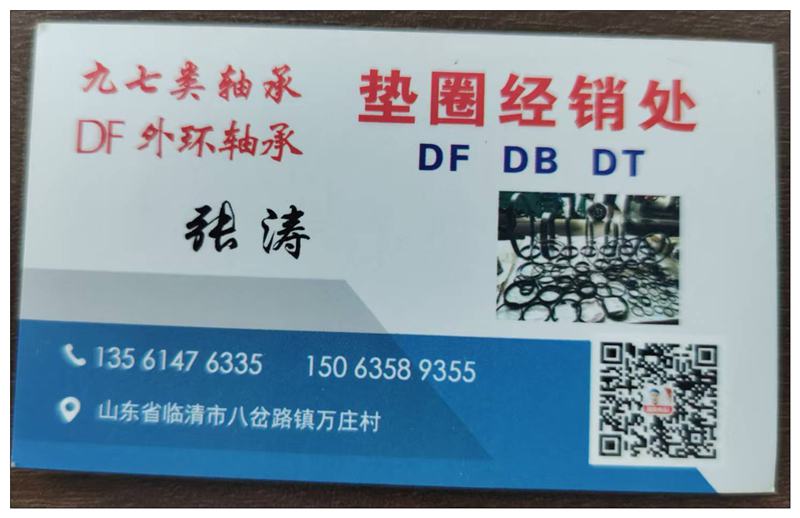 九七类轴承
DF外环轴承
垫圈经销处
DF DB DT
张涛
135 6147 6335 150 6358 9355
山东省临清市八岔路镇万庄村